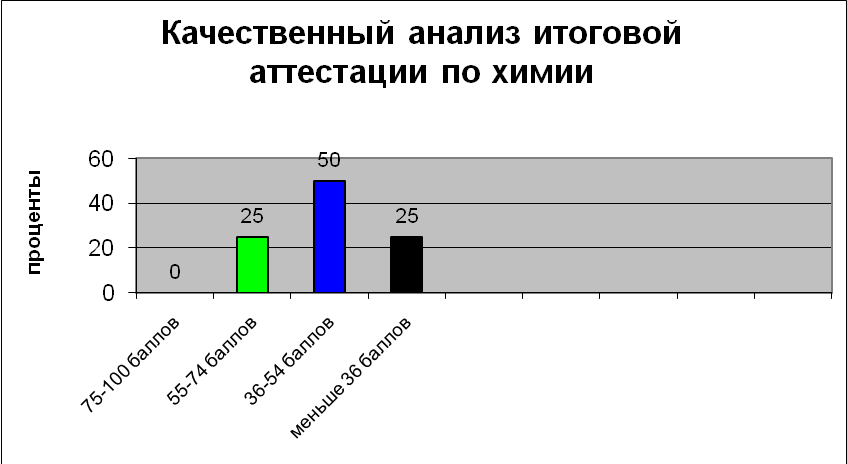 Качественный анализ итоговой
аттестации по химии
проценты
60
40
20
0
0
25
50
25
75-100 баллов
55-74 баллов
36-54 баллов
меньше 36 баллов